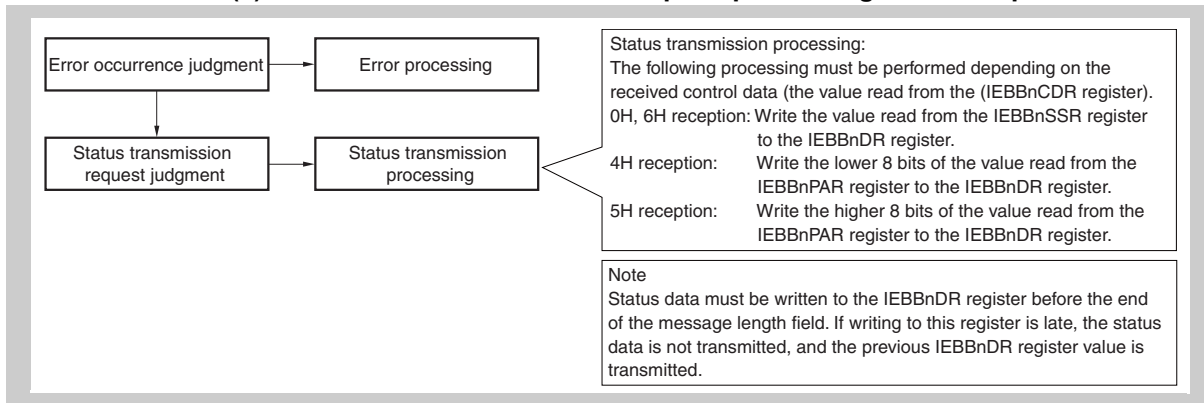 Error occurrence judgment
Error processing
Status transmission
request judgment
Status transmission
processing
Status transmission processing:
The following processing must be performed depending on the
received control data (the value read from the (IEBBnCDR register).
0H, 6H reception: Write the value read from the IEBBnSSR register
to the IEBBnDR register.
4H reception: Write the lower 8 bits of the value read from the
IEBBnPAR register to the IEBBnDR register.
5H reception: Write the higher 8 bits of the value read from the
IEBBnPAR register to the IEBBnDR register.
Note
Status data must be written to the IEBBnDR register before the end
of the message length field. If writing to this register is late, the status
data is not transmitted, and the previous IEBBnDR register value is
transmitted.